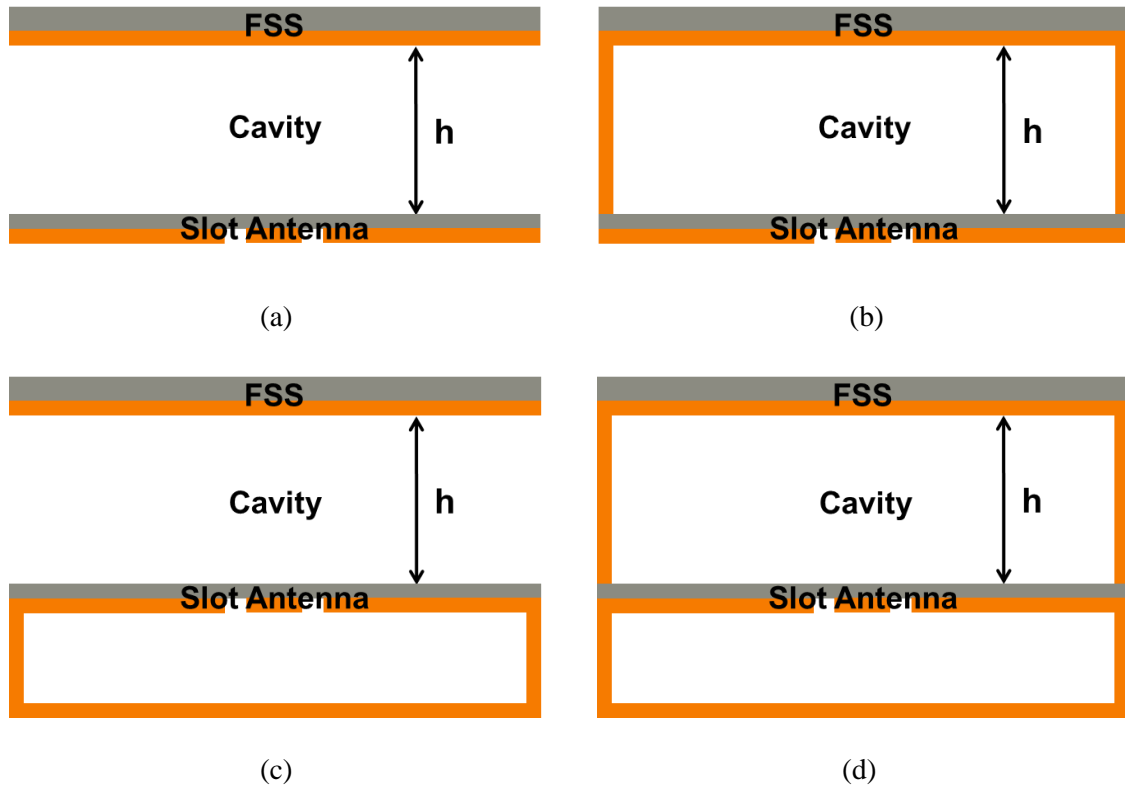 FSS
Cavity
h
Slot Antenna
(a)
FSS
Cavity
h
Slot Antenna
(b)
FSS
Cavity
h
Slot Antenna
(c)
FSS
Cavity
h
Slot Antenna
(d)